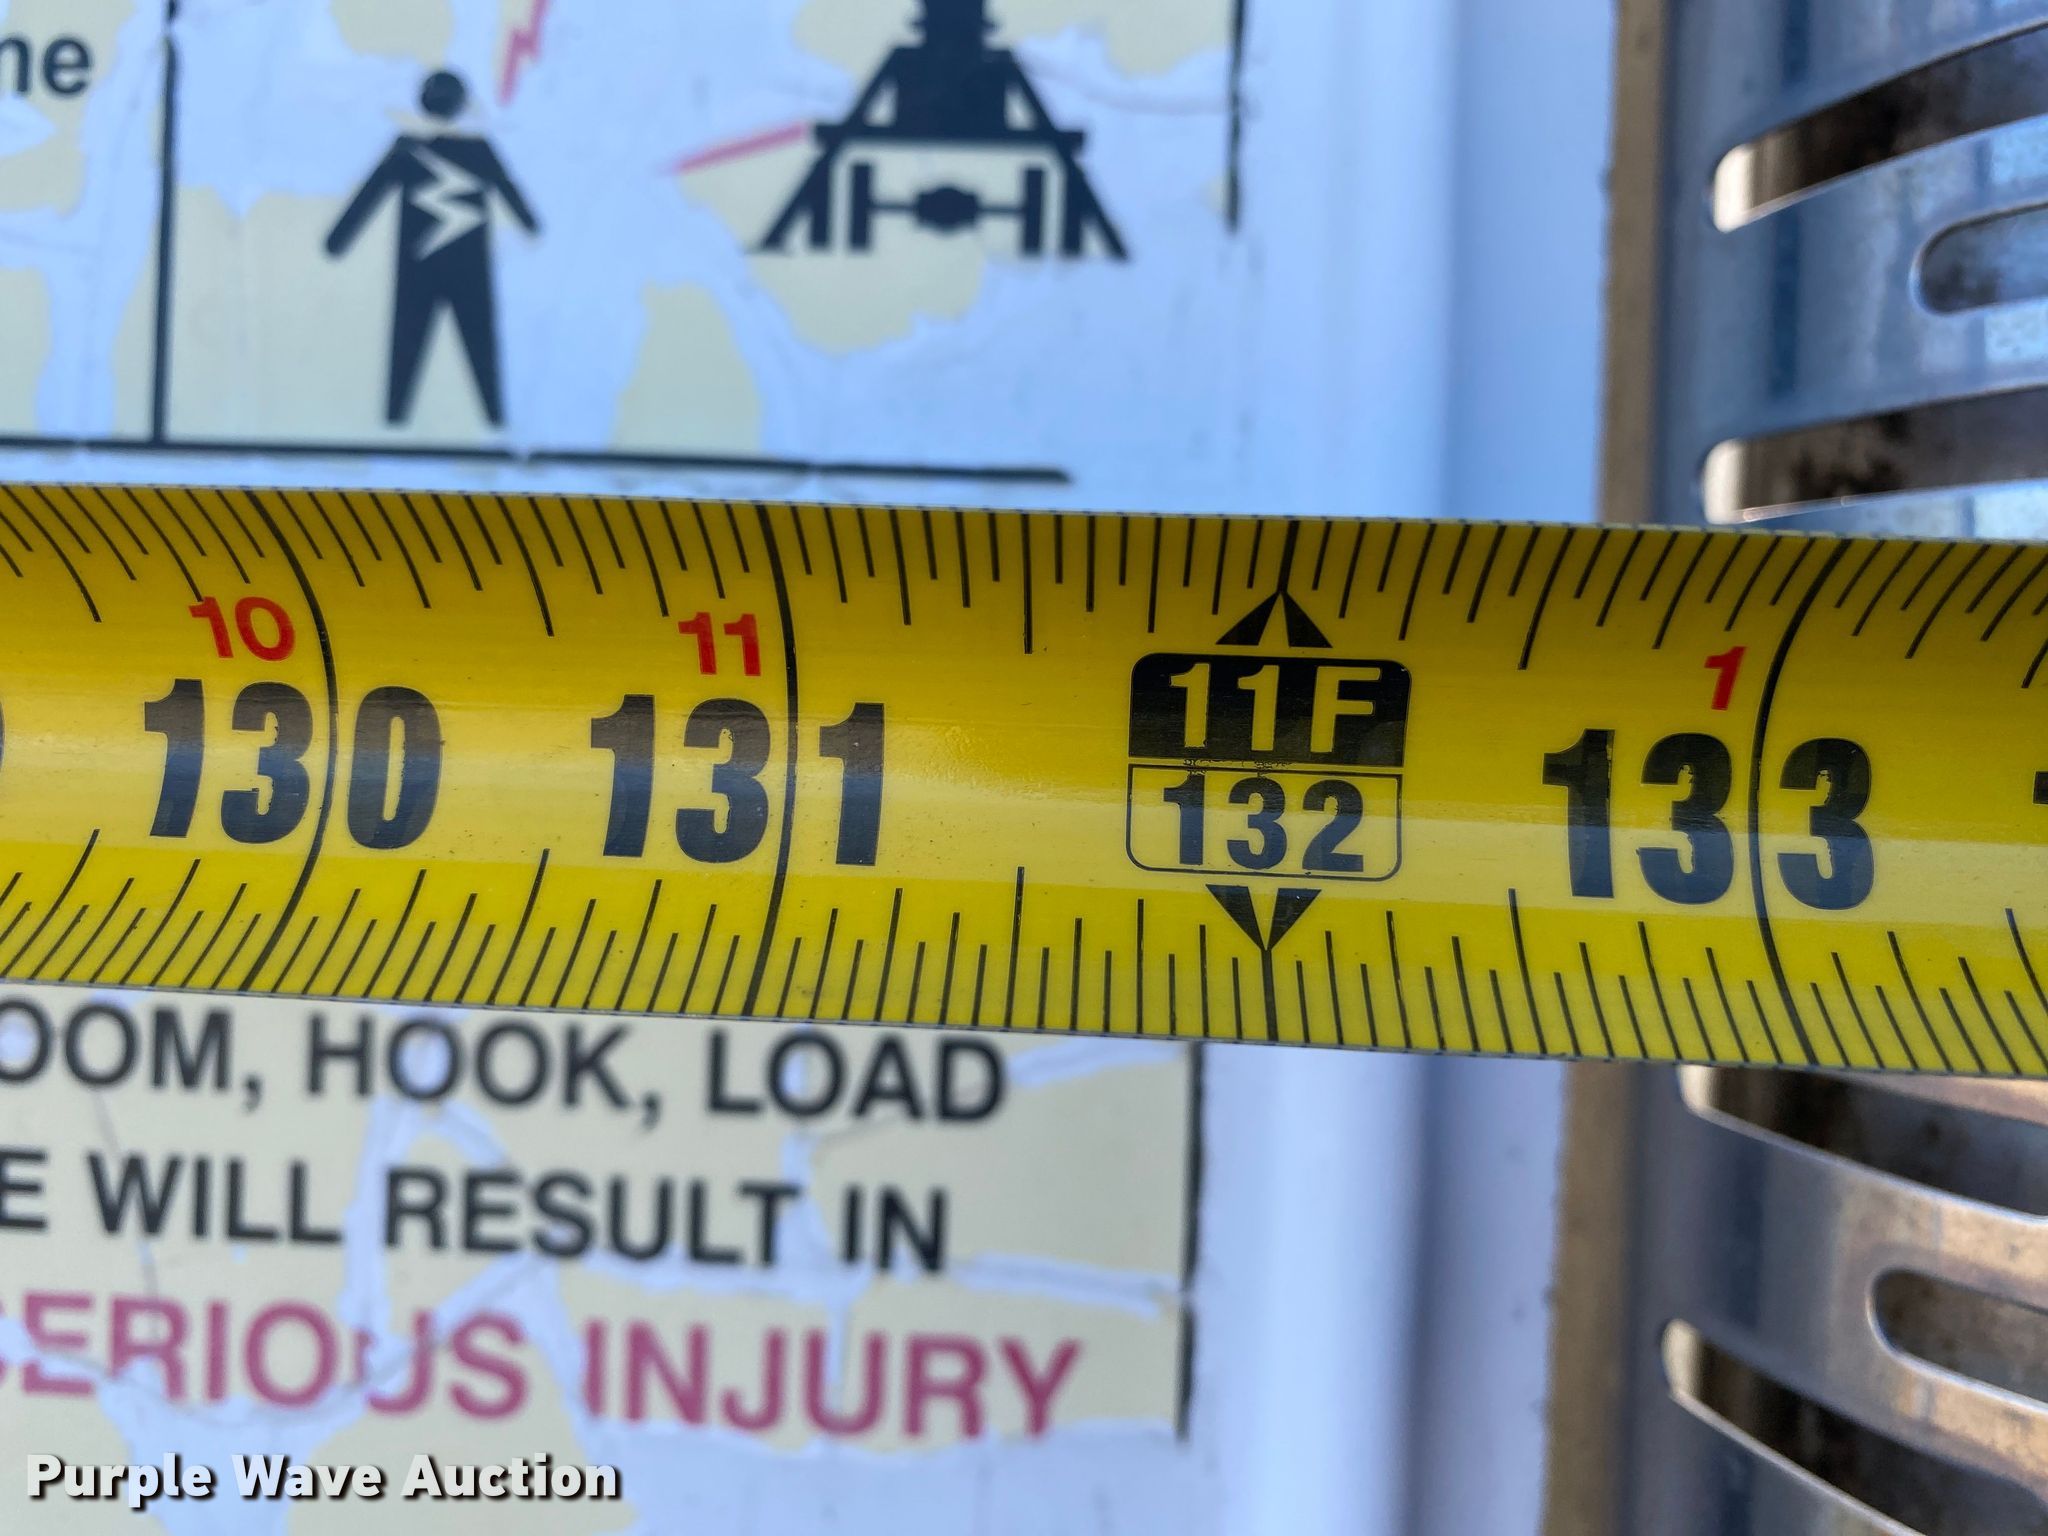 me
10 11 1
130 131 11F 133
132
OOM, HOOK, LOAD
E WILL RESULT IN
SERIOUS INJURY
Purple Wave Auction